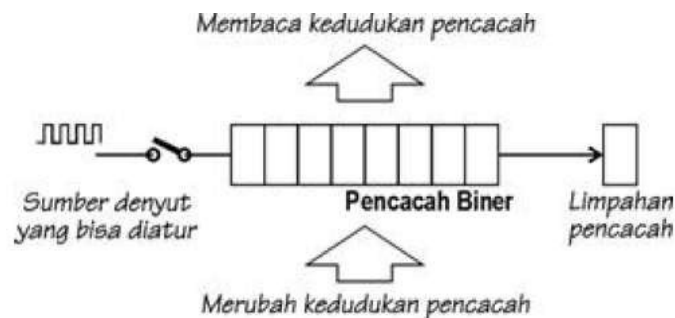 Membaca kedudukan pencacah
Sumber denyut
yang bisa diatur
Pencacah Biner
Limpahan
pencacah
Merubah kedudukan pencacah